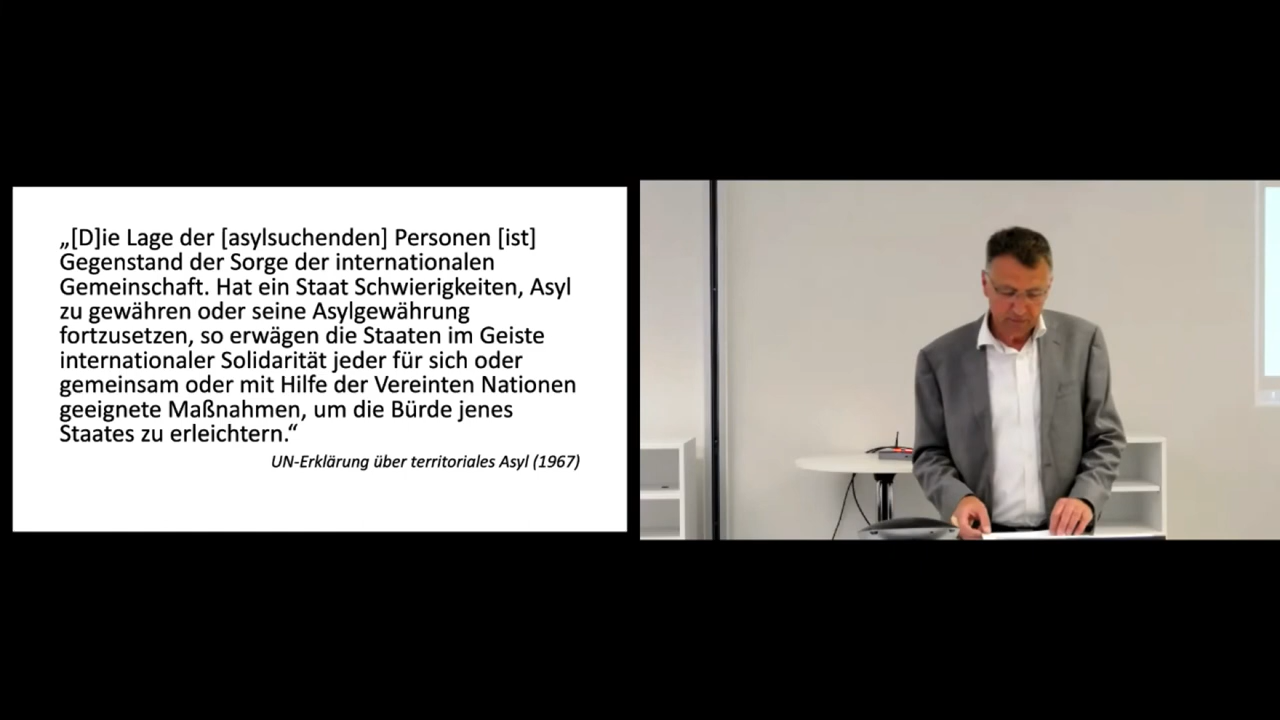 „[D]ie Lage der [asylsuchenden] Personen [ist]
Gegenstand der Sorge der internationalen
Gemeinschaft. Hat ein Staat Schwierigkeiten, Asyl
zu gewähren oder seine Asylgewährung
fortzusetzen, so erwägen die Staaten im Geiste
internationaler Solidarität jeder für sich oder
gemeinsam oder mit Hilfe der Vereinten Nationen
geeignete Maßnahmen, um die Bürde jenes
Staates zu erleichtern.“
UN-Erklärung über territoriales Asyl (1967)